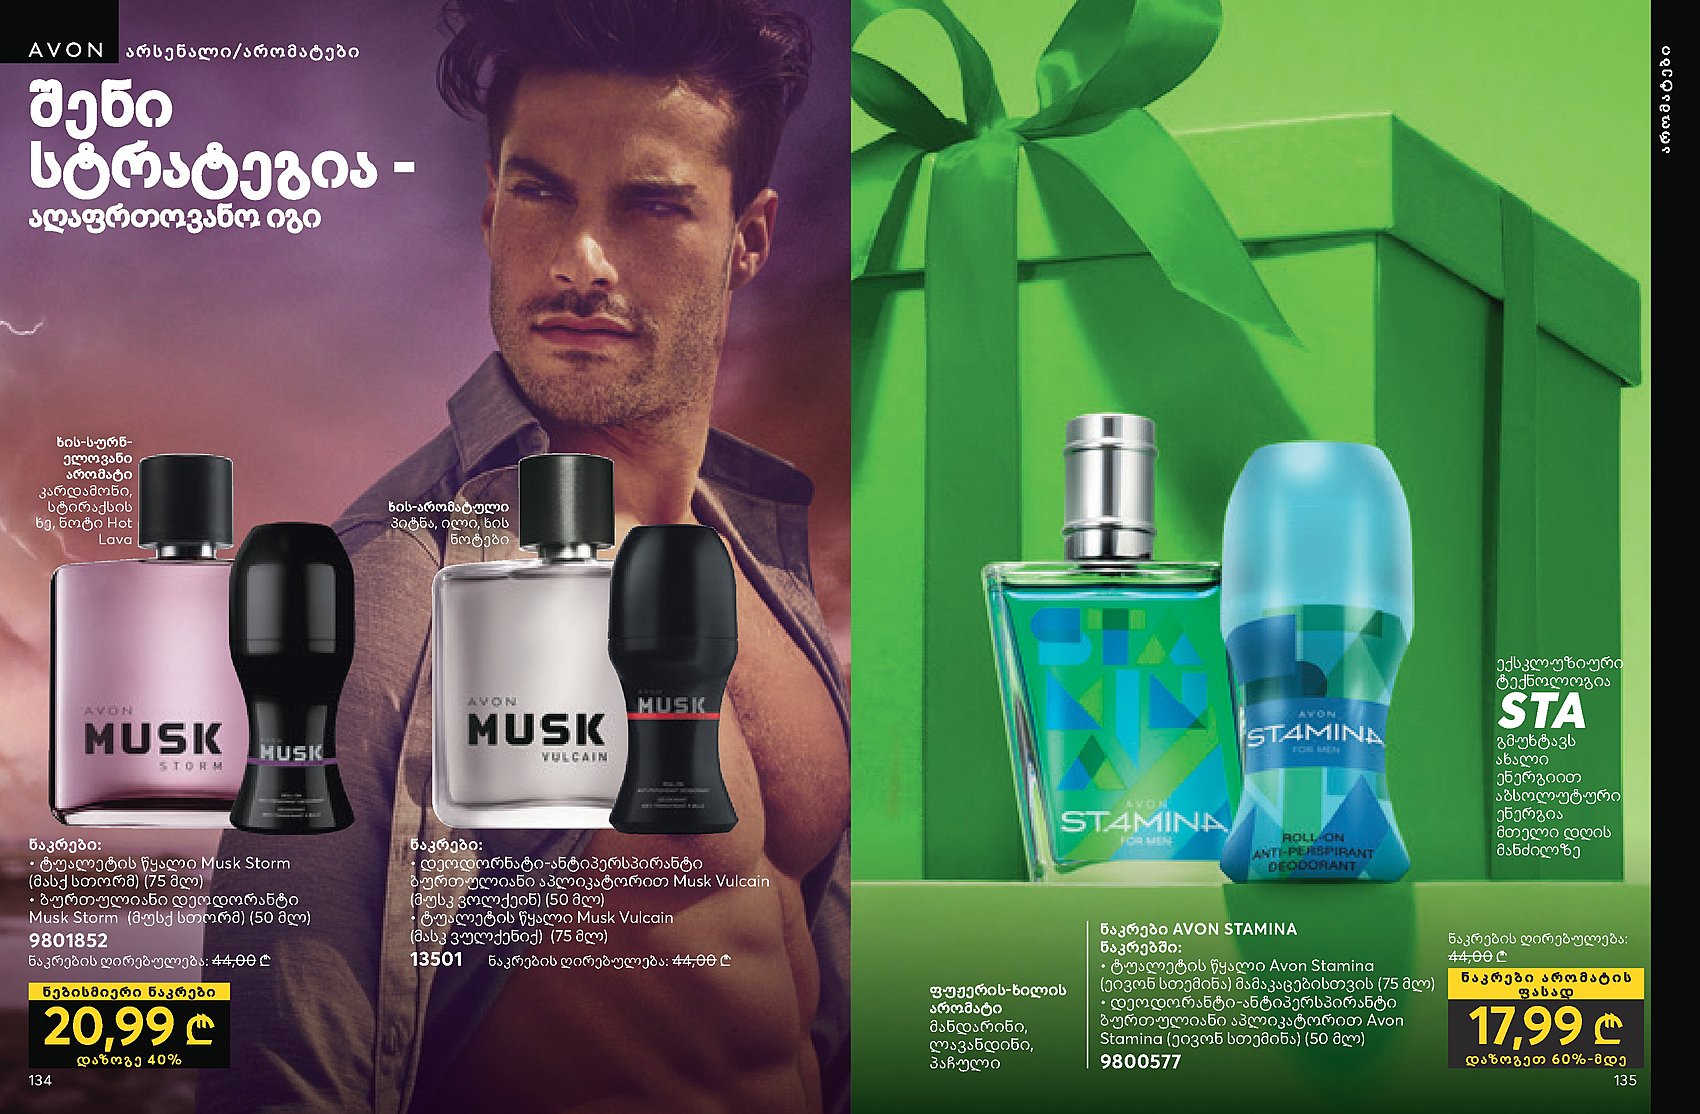 AVON არსენალი/არომატები
შენი
სტრატეგია -
აღაფრთოვანო იგი
ხის-სურნ-
ელოვანი
არომატი
კარდამონი,
სტირაქსის
ხე, ნოტი Hot
Lava
ხის-არომატული
პიტნა, ილი, ხის
ნოტები
AVON
MUSK
STORM
MUSK
AVON
MUSK
VULCAIN
MUSK
ნაკრები:
• ტუალეტის წყალი Musk Storm
(მასქ სთორმ) (75 მლ)
• ბურთულიანი დეოდორანტი
Musk Storm (მუსქ სთორმ) (50 მლ)
9801852
ნაკრების ღირებულება: 44,00 ₾
ნებისმიერი ნაკრები
20,99 ₾
დაზოგე 40%
134
ნაკრები:
• დეოდორნატი-ანტიპერსპირანტი
ბურთულიანი აპლიკატორით Musk Vulcain
(მუსკ ვოლქეინ) (50 მლ)
• ტუალეტის წყალი Musk Vulcain
(მასკ ვულქენიქ) (75 მლ)
13501 ნაკრების ღირებულება: 44,00 ₾
არომატები
STAMINA
AVON
STAMINA
FOR MEN
AVON
STAMINA
FOR MEN
ROLL-ON
ANTI-PERSPIRANT
DEODORANT
ექსკლუზიური
ტექნოლოგია
STA
გმუხტავს
ახალი
ენერგიით
აბსოლუტური
ენერგია
მთელი დღის
მანძილზე
ფუჟერის-ხილის
არომატი
მანდარინი,
ლავანდინი,
პაჩული
ნაკრები AVON STAMINA
ნაკრებში:
• ტუალეტის წყალი Avon Stamina
(ეივონ სთემინა) მამაკაცებისთვის (75 მლ)
• დეოდორანტი-ანტიპერსპირანტი
ბურთულიანი აპლიკატორით Avon
Stamina (ეივონ სთემინა) (50 მლ)
9800577
ნაკრების ღირებულება:
44,00 ₾
ნაკრები არომატის
ფასად
17,99 ₾
დაზოგეთ 60%-მდე
135